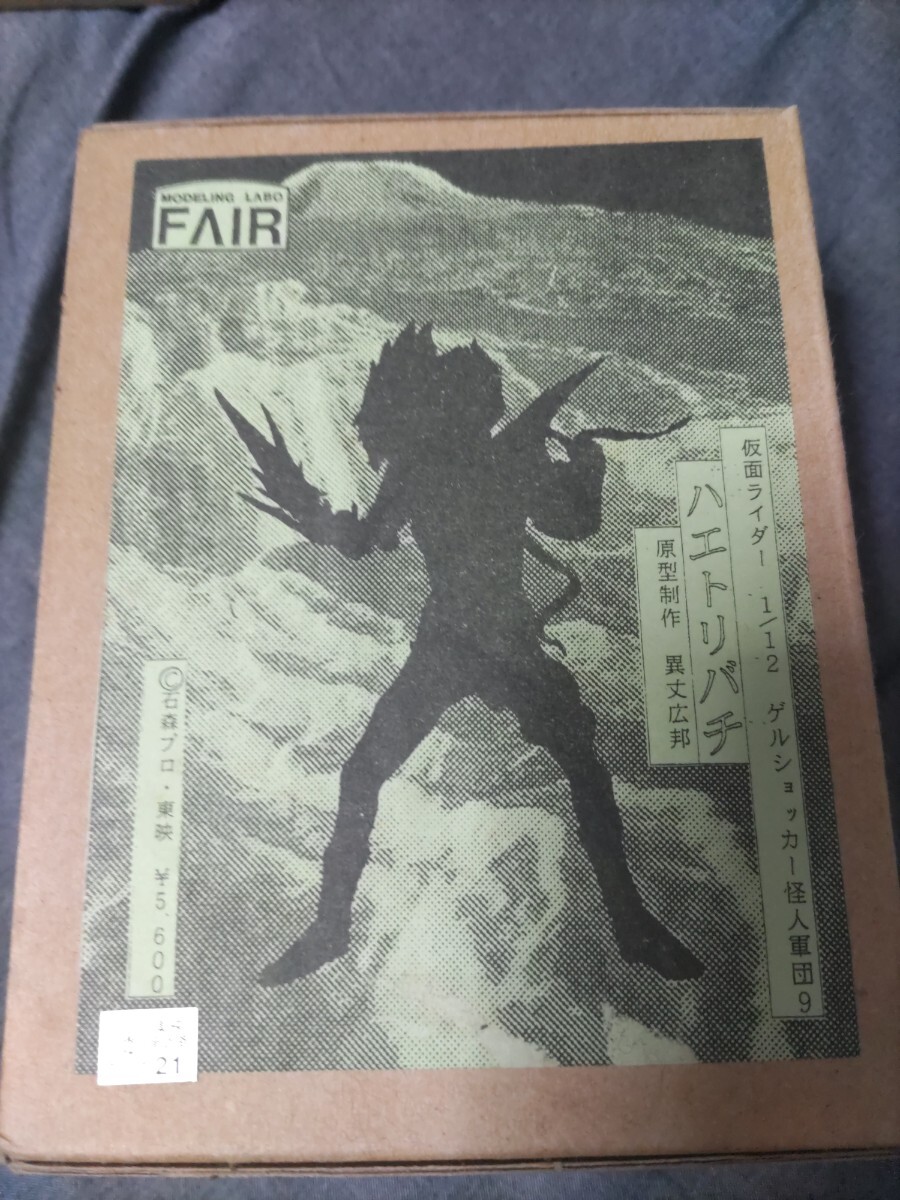 MODELING LABO
FAIR
仮面ライダー 1/12 ゲルショッカー怪人軍団9
ハエトリバチ
原型制作 異丈広邦
©石森プロ・東映 ¥5,600
21